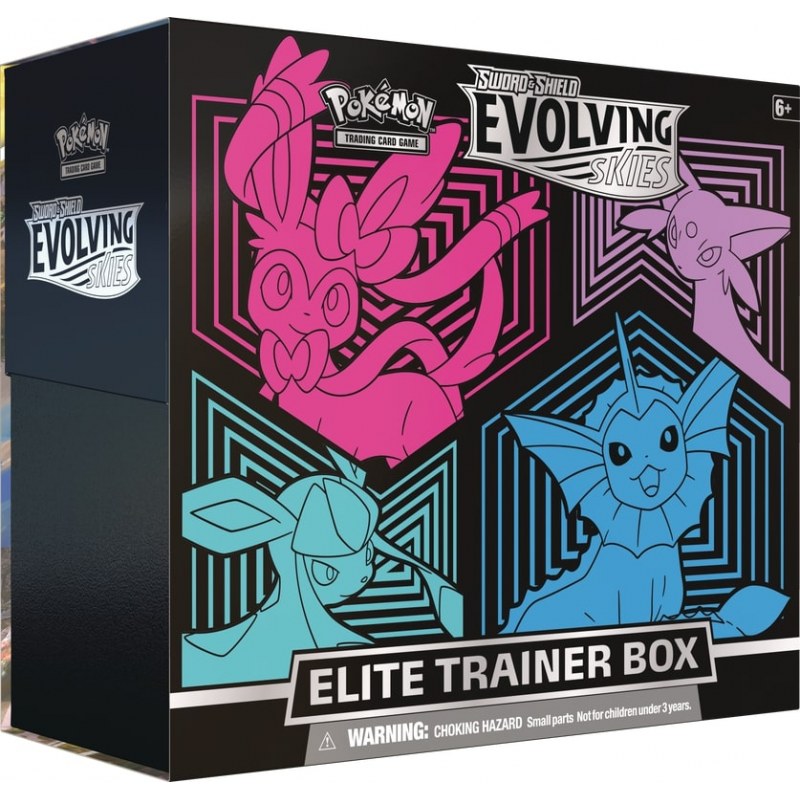 Pokémon
TRADING CARD GAME
SWORD & SHIELD
EVOLVING
SKIES
Pokémon
TRADING CARD GAME
SWORD & SHIELD
EVOLVING
SKIES
6+
ELITE TRAINER BOX
WARNING: CHOKING HAZARD Small parts Not for children under 3 years.